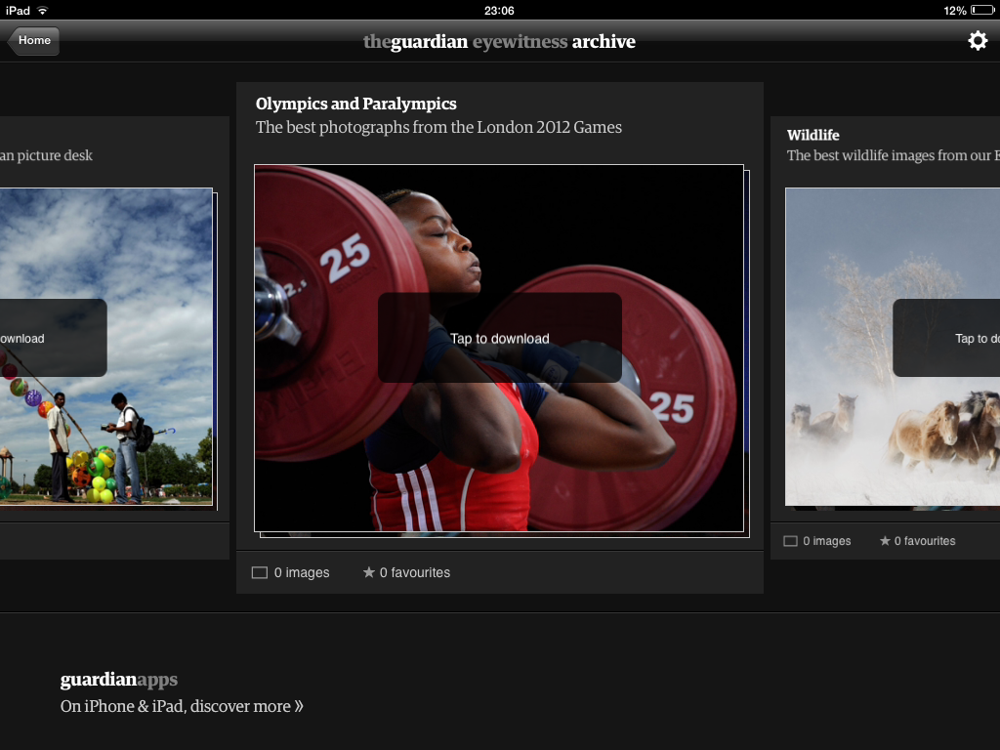 iPad
23:06
12%
Home
theguardian eyewitness archive
an picture desk
ownload
Olympics and Paralympics
The best photographs from the London 2012 Games
25
2.5
25
Tap to download
0 images
0 favourites
Wildlife
The best wildlife images from our E
Tap to do
0 images
0 favourites
guardianapps
On iPhone & iPad, discover more »